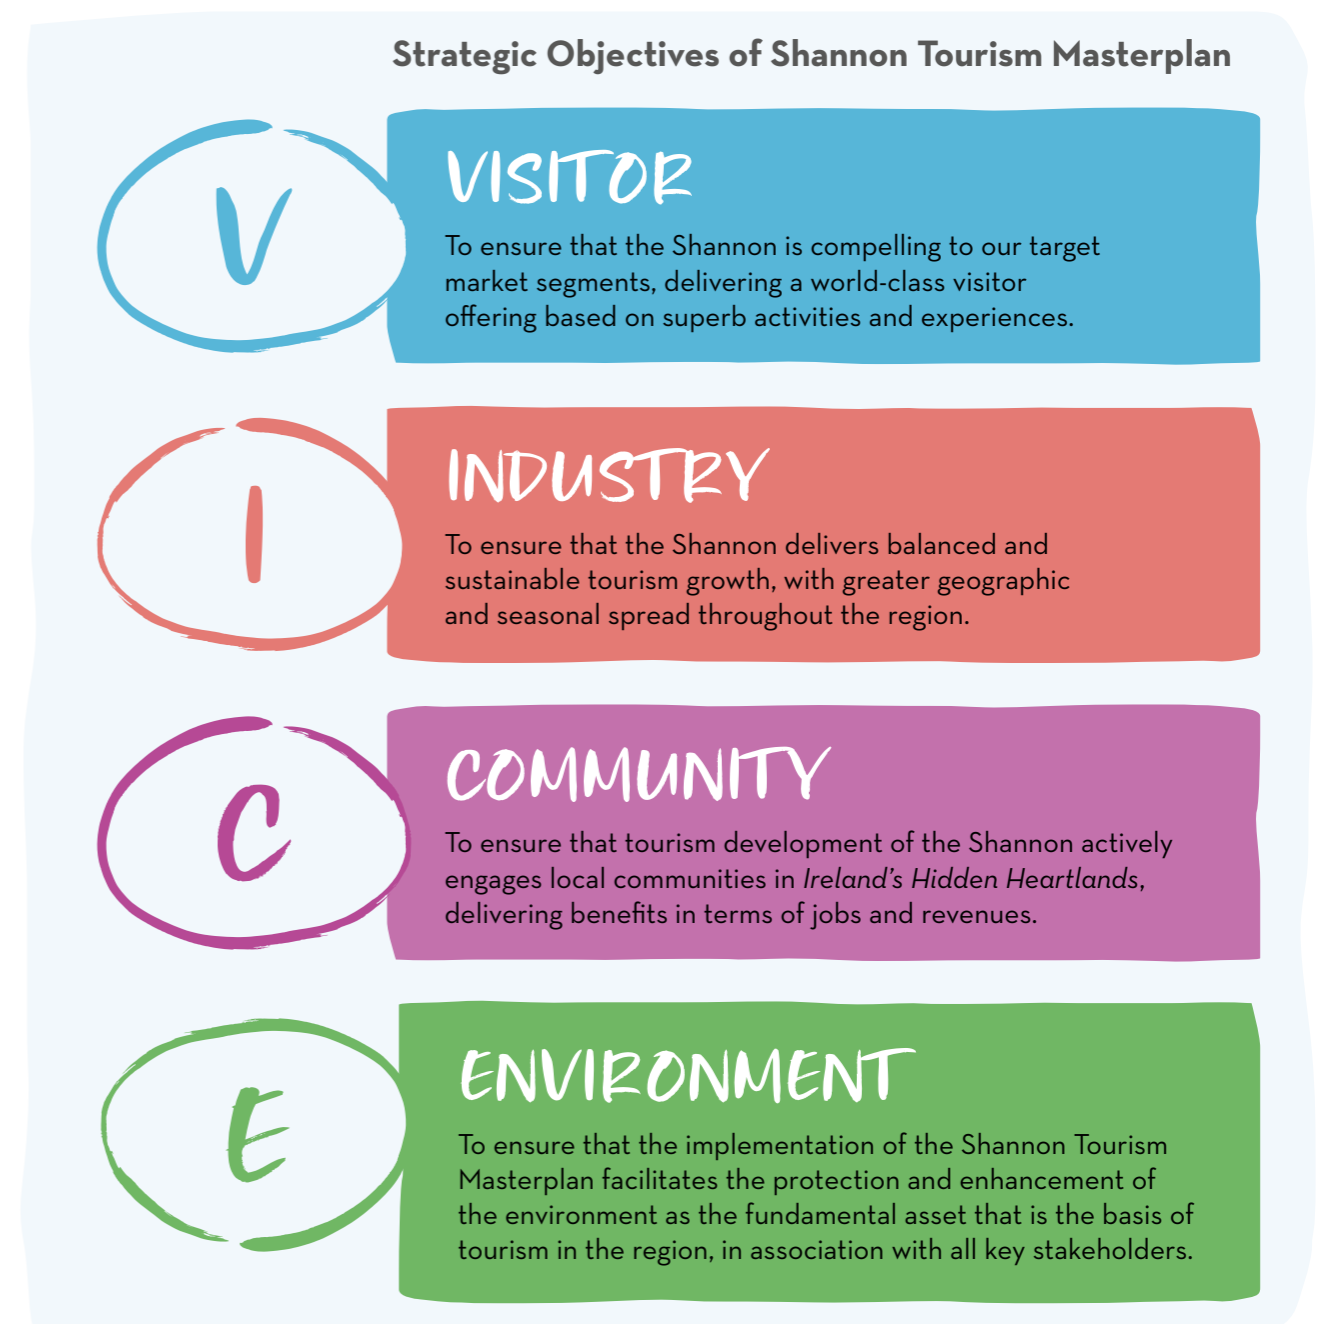 Strategic Objectives of Shannon Tourism Masterplan
V
VISITOR
To ensure that the Shannon is compelling to our target
market segments, delivering a world-class visitor
offering based on superb activities and experiences.
I
INDUSTRY
To ensure that the Shannon delivers balanced and
sustainable tourism growth, with greater geographic
and seasonal spread throughout the region.
C
COMMUNITY
To ensure that tourism development of the Shannon actively
engages local communities in Ireland's Hidden Heartlands,
delivering benefits in terms of jobs and revenues.
E
ENVIRONMENT
To ensure that the implementation of the Shannon Tourism
Masterplan facilitates the protection and enhancement of
the environment as the fundamental asset that is the basis of
tourism in the region, in association with all key stakeholders.